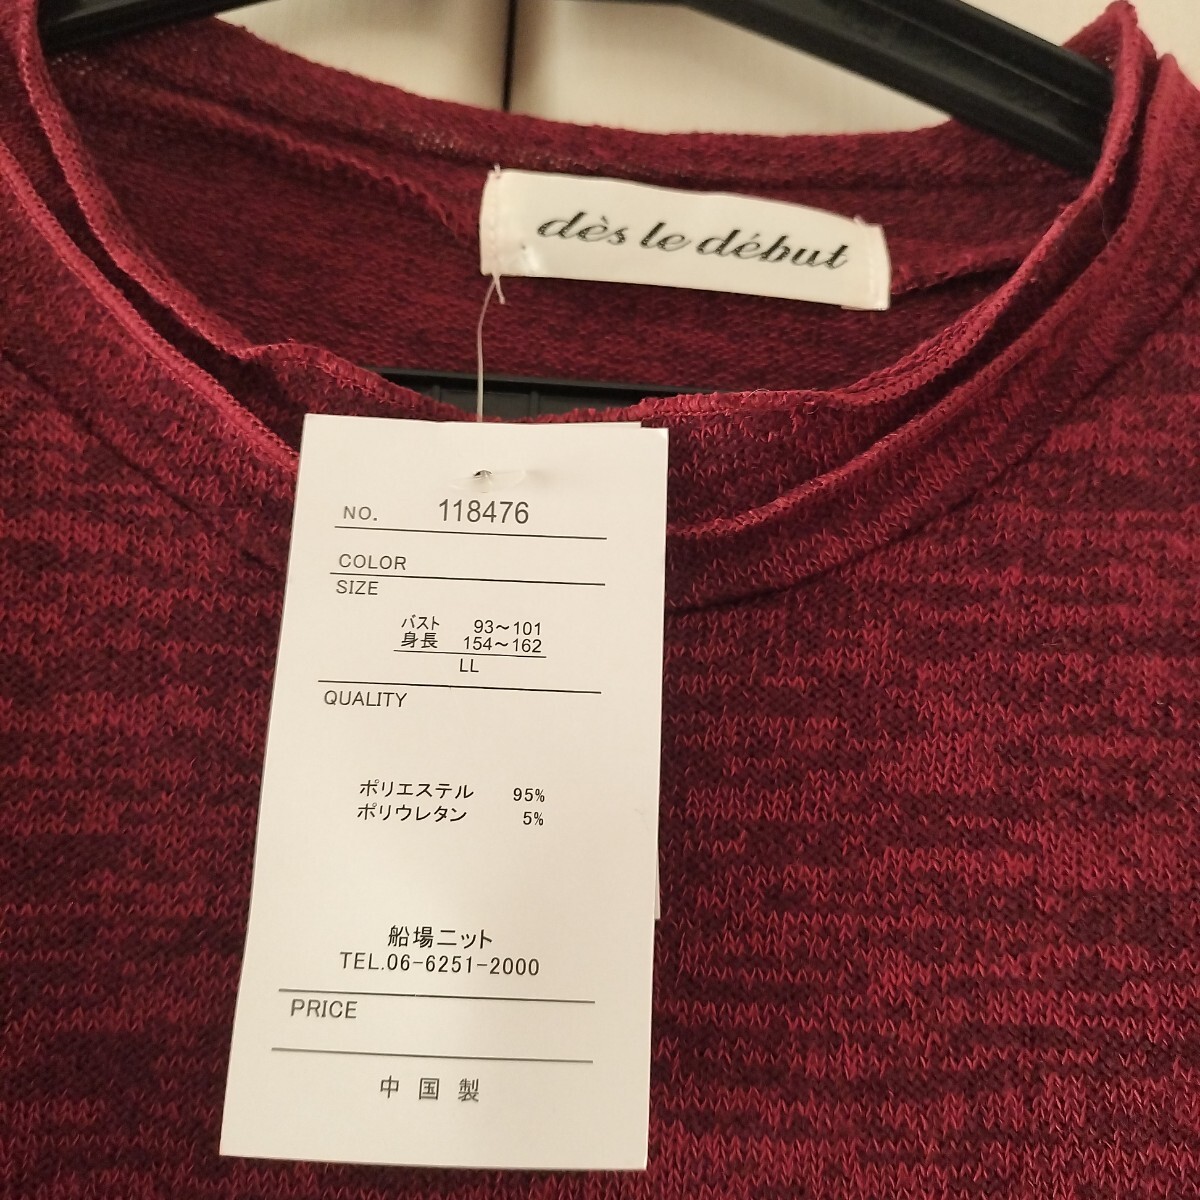 dès le début
NO. 118476
COLOR
SIZE
バスト 93～101
身長 154～162
LL
QUALITY
ポリエステル 95%
ポリウレタン 5%
船場ニット
TEL.06-6251-2000
PRICE
中国製